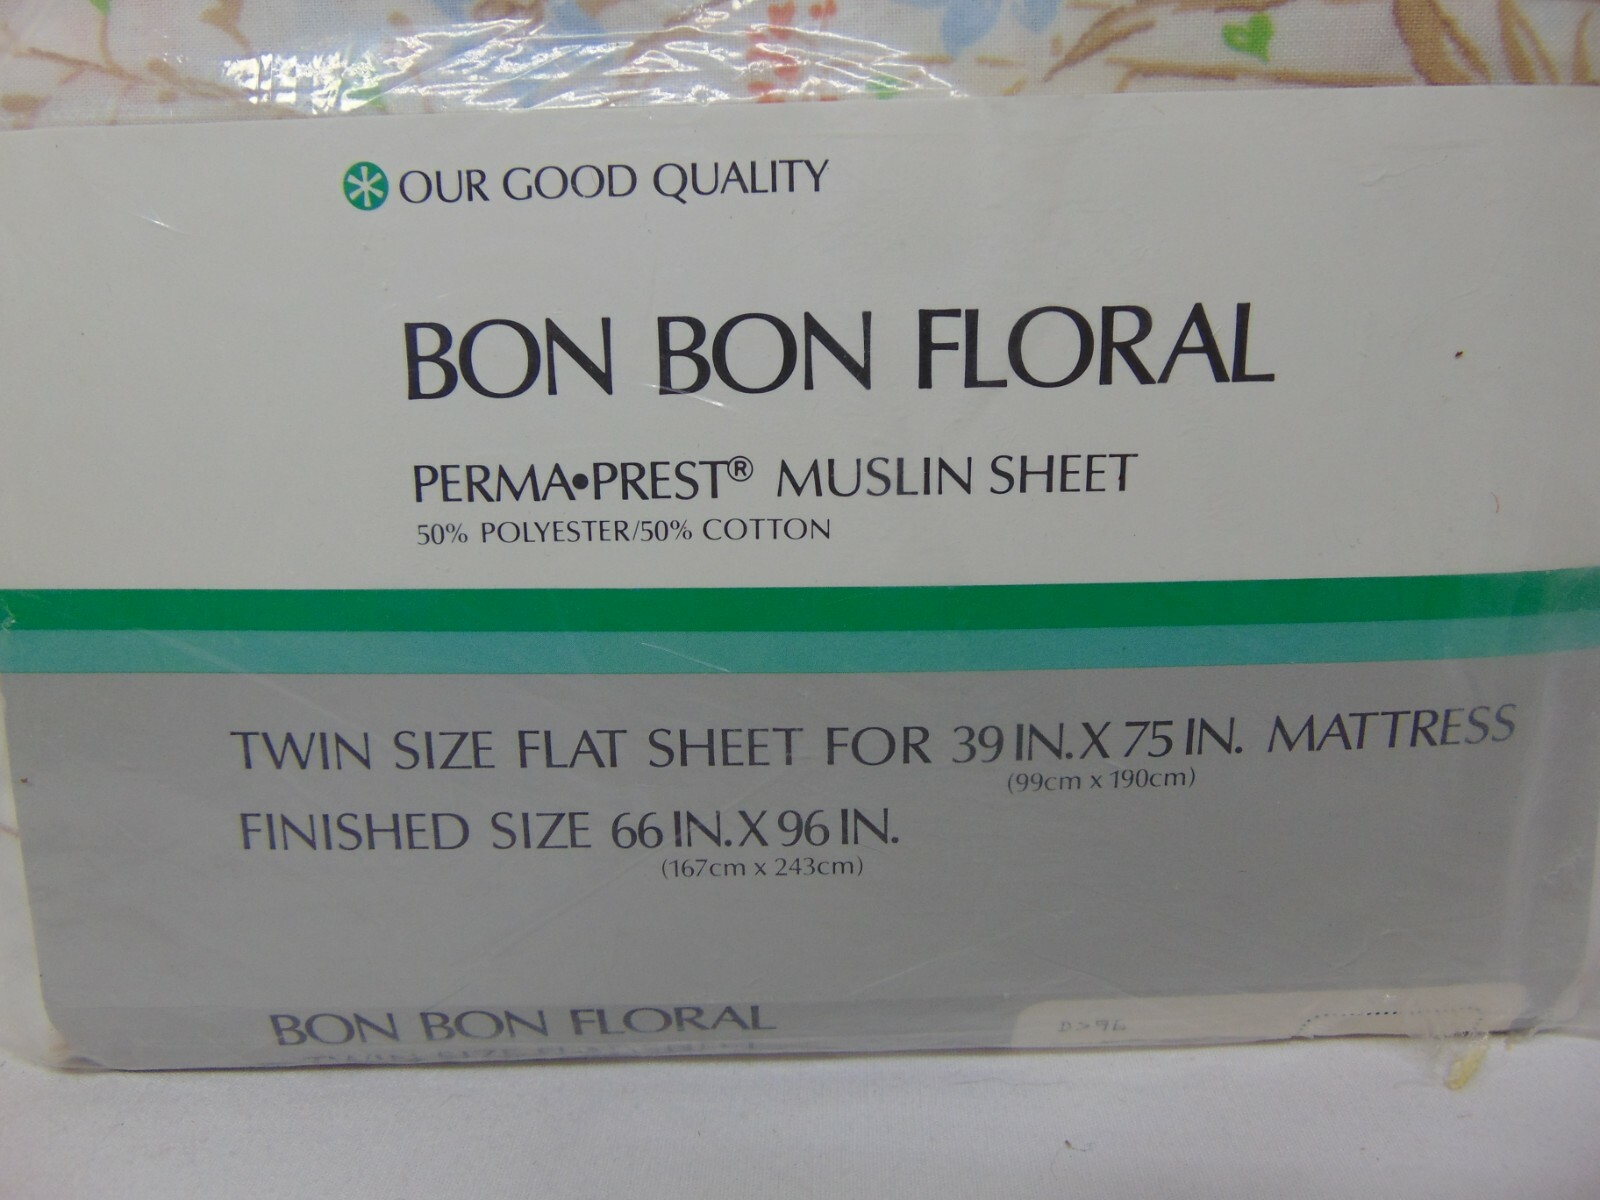 OUR GOOD QUALITY
BON BON FLORAL
PERMA•PREST® MUSLIN SHEET
50% POLYESTER/50% COTTON
TWIN SIZE FLAT SHEET FOR 39 IN. X 75 IN. MATTRESS
(99cm x 190cm)
FINISHED SIZE 66 IN. X 96 IN.
(167cm x 243cm)
BON BON FLORAL